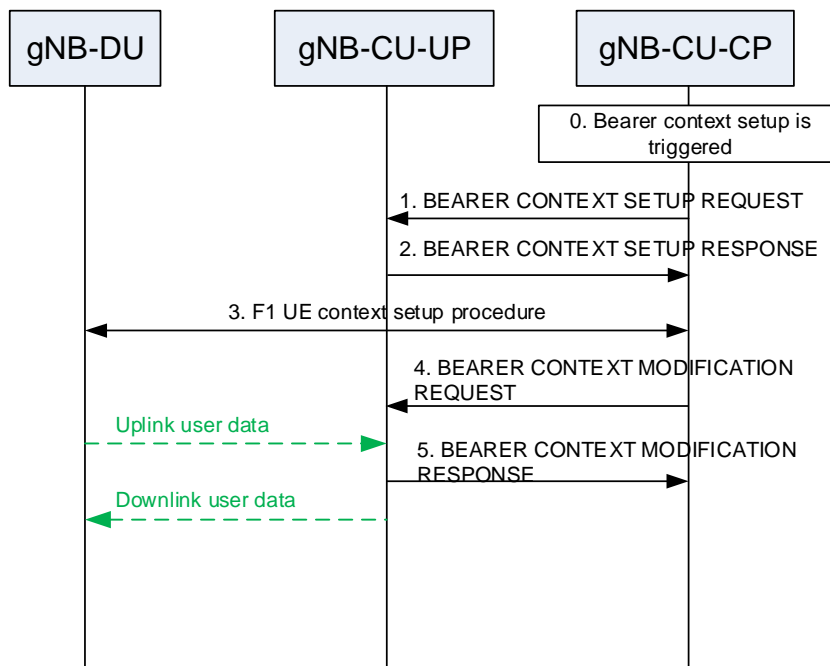 gNB-DU
gNB-CU-UP
gNB-CU-CP
0. Bearer context setup is
triggered
1. BEARER CONTEXT SETUP REQUEST
2. BEARER CONTEXT SETUP RESPONSE
3. F1 UE context setup procedure
4. BEARER CONTEXT MODIFICATION
REQUEST
Uplink user data
5. BEARER CONTEXT MODIFICATION
RESPONSE
Downlink user data